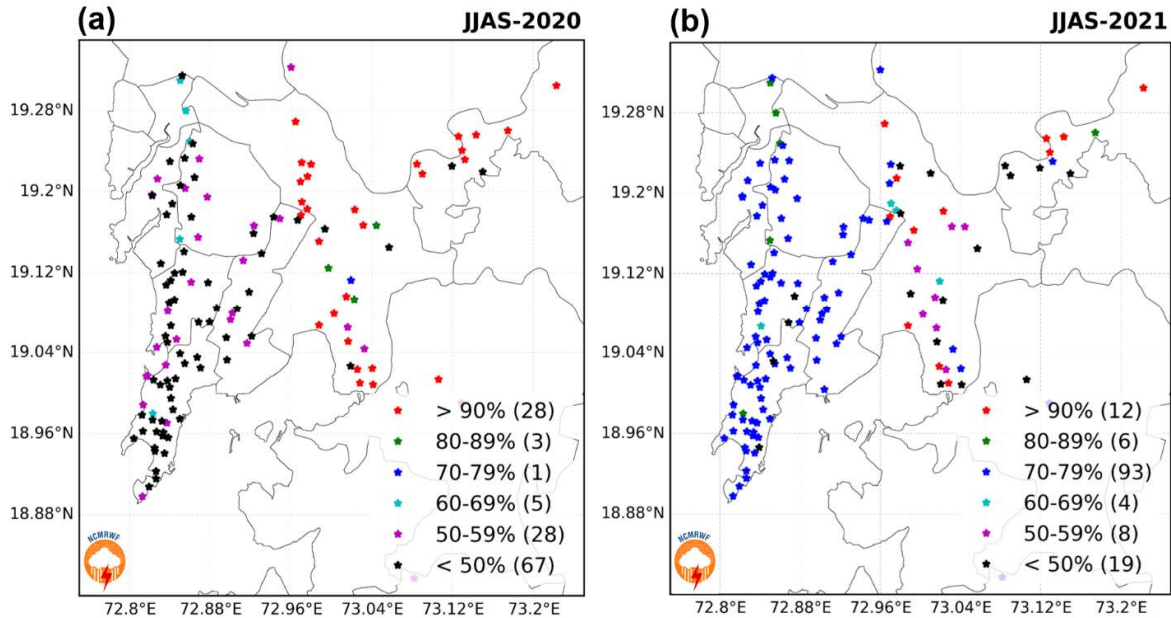 (a) JJAS-2020
19.28°N
19.2°N
19.12°N
19.04°N
18.96°N
18.88°N
72.8°E 72.88°E 72.96°E 73.04°E 73.12°E 73.2°E
> 90% (28)
80-89% (3)
70-79% (1)
60-69% (5)
50-59% (28)
< 50% (67)
NCMRWF
(b) JJAS-2021
19.28°N
19.2°N
19.12°N
19.04°N
18.96°N
18.88°N
72.8°E 72.88°E 72.96°E 73.04°E 73.12°E 73.2°E
> 90% (12)
80-89% (6)
70-79% (93)
60-69% (4)
50-59% (8)
< 50% (19)
NCMRWF